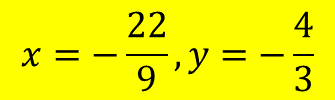 x = −22/9, y = −4/3